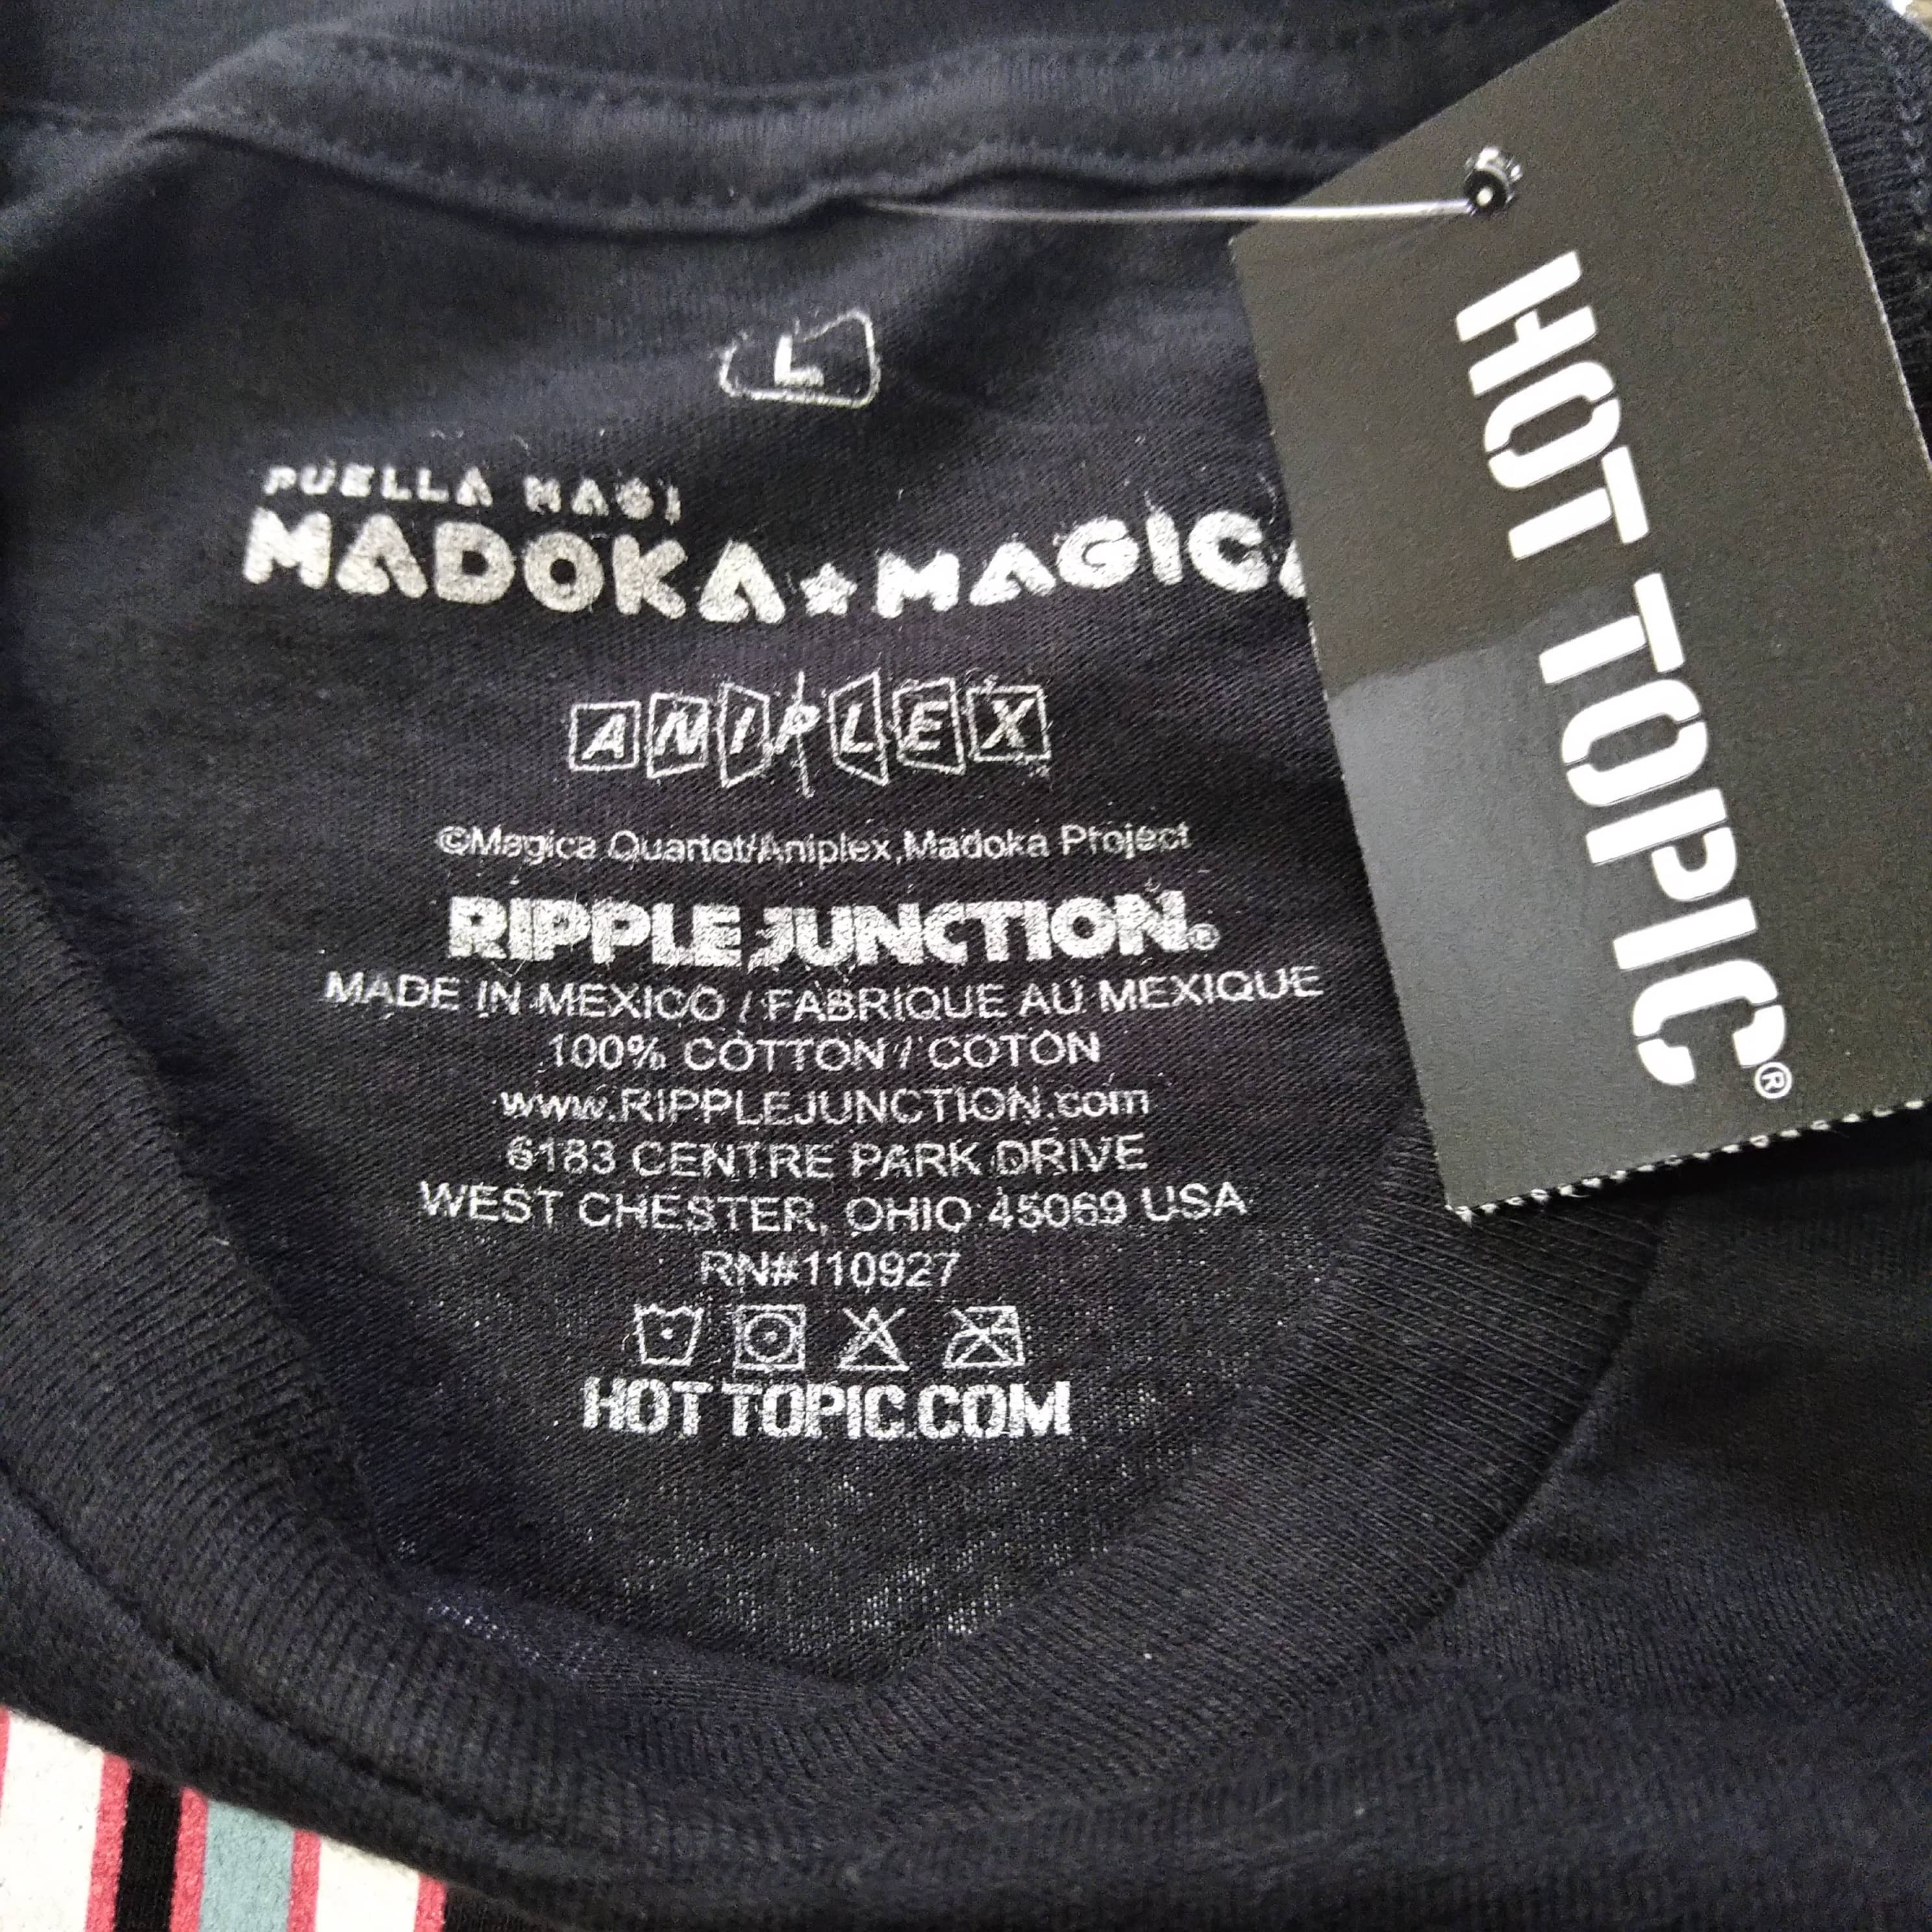 L
PUELLA MAGI
MADOKA★MAGICA
ANIPLEX
©Magica Quartet/Aniplex,Madoka Project
RIPPLE JUNCTION®
MADE IN MEXICO / FABRIQUE AU MEXIQUE
100% COTTON / COTON
www.RIPPLEJUNCTION.com
6183 CENTRE PARK DRIVE
WEST CHESTER, OHIO 45069 USA
RN#110927
HOTTOPIC.COM
HOT TOPIC®